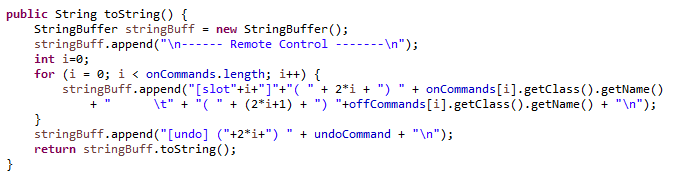 public String toString() {
    StringBuffer stringBuff = new StringBuffer();
    stringBuff.append("\n------ Remote Control -------\n");
    int i=0;
    for (i = 0; i < onCommands.length; i++) {
        stringBuff.append("[slot"+i+"]"+"( " + 2*i + ") " + onCommands[i].getClass().getName()
            + "      \t" + "( " + (2*i+1) + ") "+offCommands[i].getClass().getName() + "\n");
    }
    stringBuff.append("[undo] ("+2*i+") " + undoCommand + "\n");
    return stringBuff.toString();
}